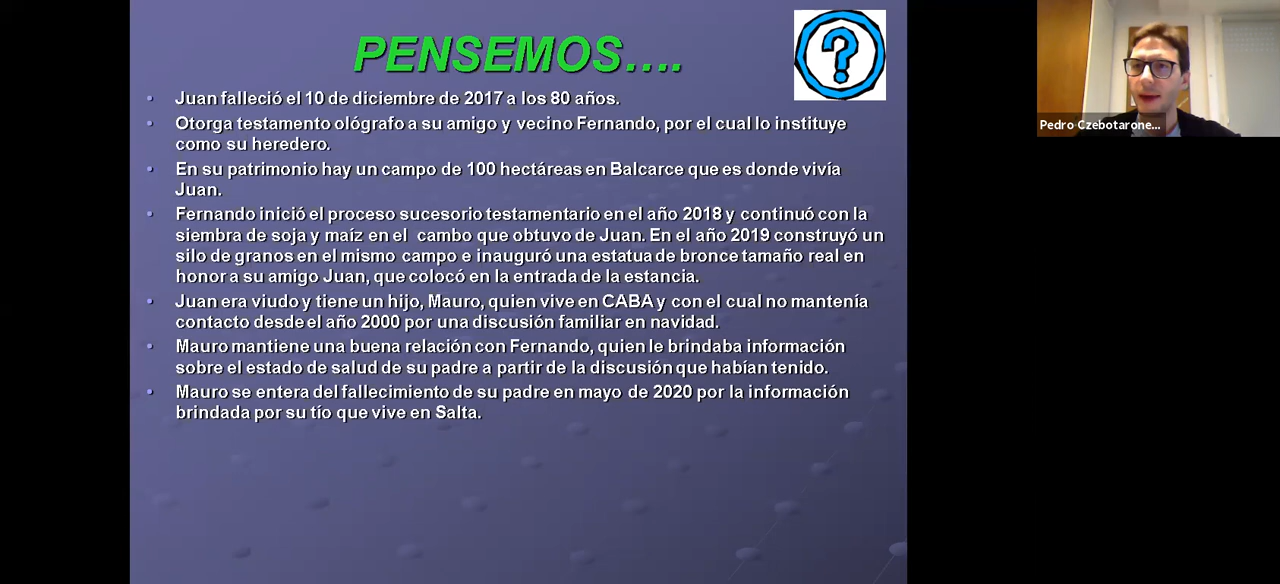 PENSEMOS....
• Juan falleció el 10 de diciembre de 2017 a los 80 años.
• Otorga testamento ológrafo a su amigo y vecino Fernando, por el cual lo instituye
como su heredero.
• En su patrimonio hay un campo de 100 hectáreas en Balcarce que es donde vivía
Juan.
• Fernando inició el proceso sucesorio testamentario en el año 2018 y continuó con la
siembra de soja y maíz en el cambo que obtuvo de Juan. En el año 2019 construyó un
silo de granos en el mismo campo e inauguró una estatua de bronce tamaño real en
honor a su amigo Juan, que colocó en la entrada de la estancia.
• Juan era viudo y tiene un hijo, Mauro, quien vive en CABA y con el cual no mantenía
contacto desde el año 2000 por una discusión familiar en navidad.
• Mauro mantiene una buena relación con Fernando, quien le brindaba información
sobre el estado de salud de su padre a partir de la discusión que habían tenido.
• Mauro se entera del fallecimiento de su padre en mayo de 2020 por la información
brindada por su tío que vive en Salta.
?
Pedro Czebotarone...